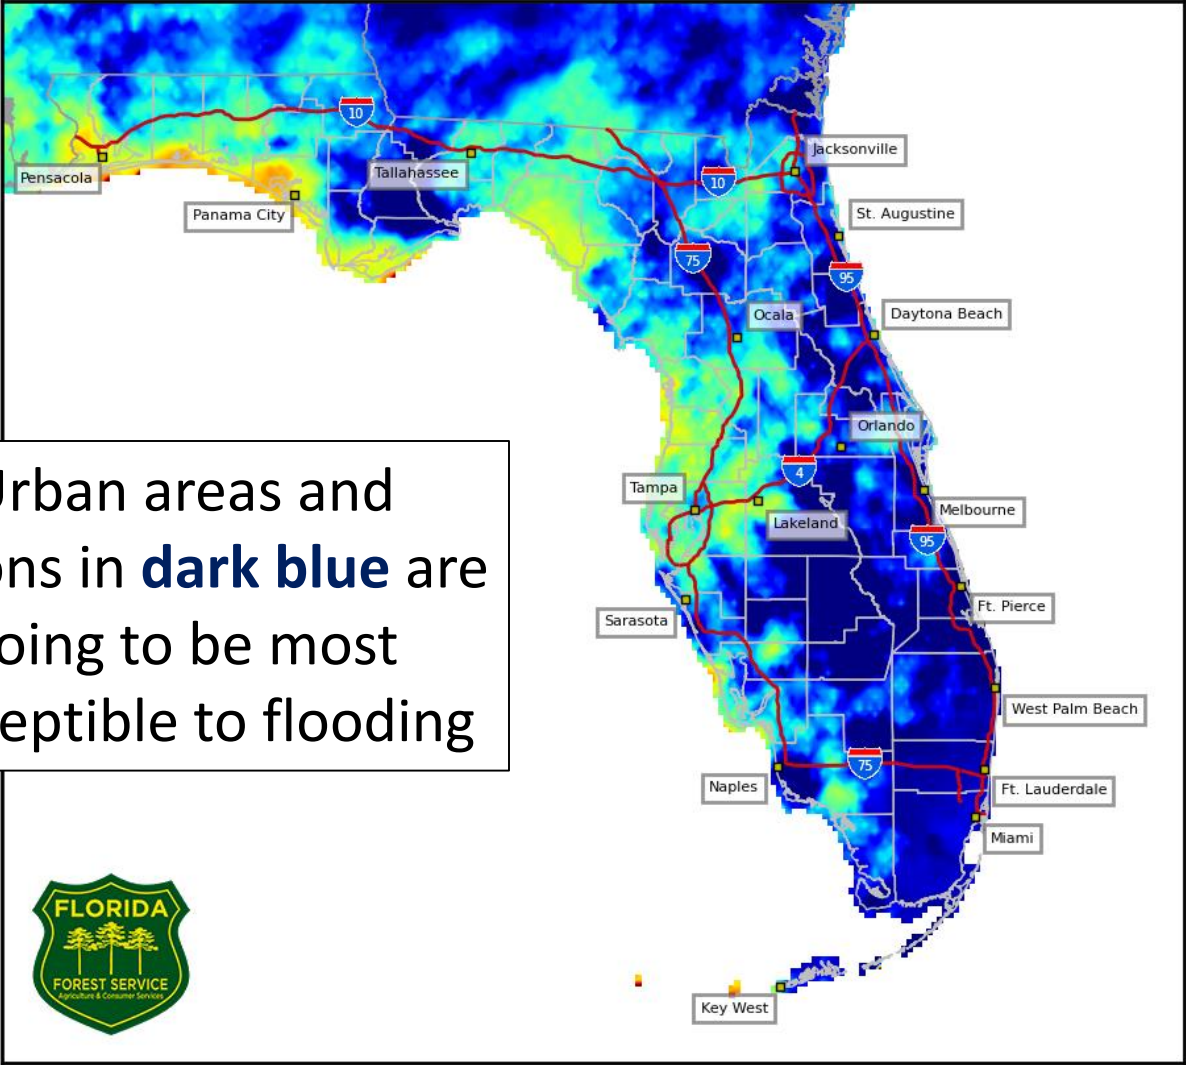 10
Jacksonville
Pensacola
Tallahassee
10
Panama City
St. Augustine
75
95
Ocala
Daytona Beach
Orlando
Urban areas and
ons in dark blue are
oing to be most
eptible to flooding
4
Tampa
Lakeland
Melbourne
95
Ft. Pierce
Sarasota
West Palm Beach
75
Naples
Ft. Lauderdale
Miami
FLORIDA
FOREST SERVICE
Agriculture & Consumer Services
Key West